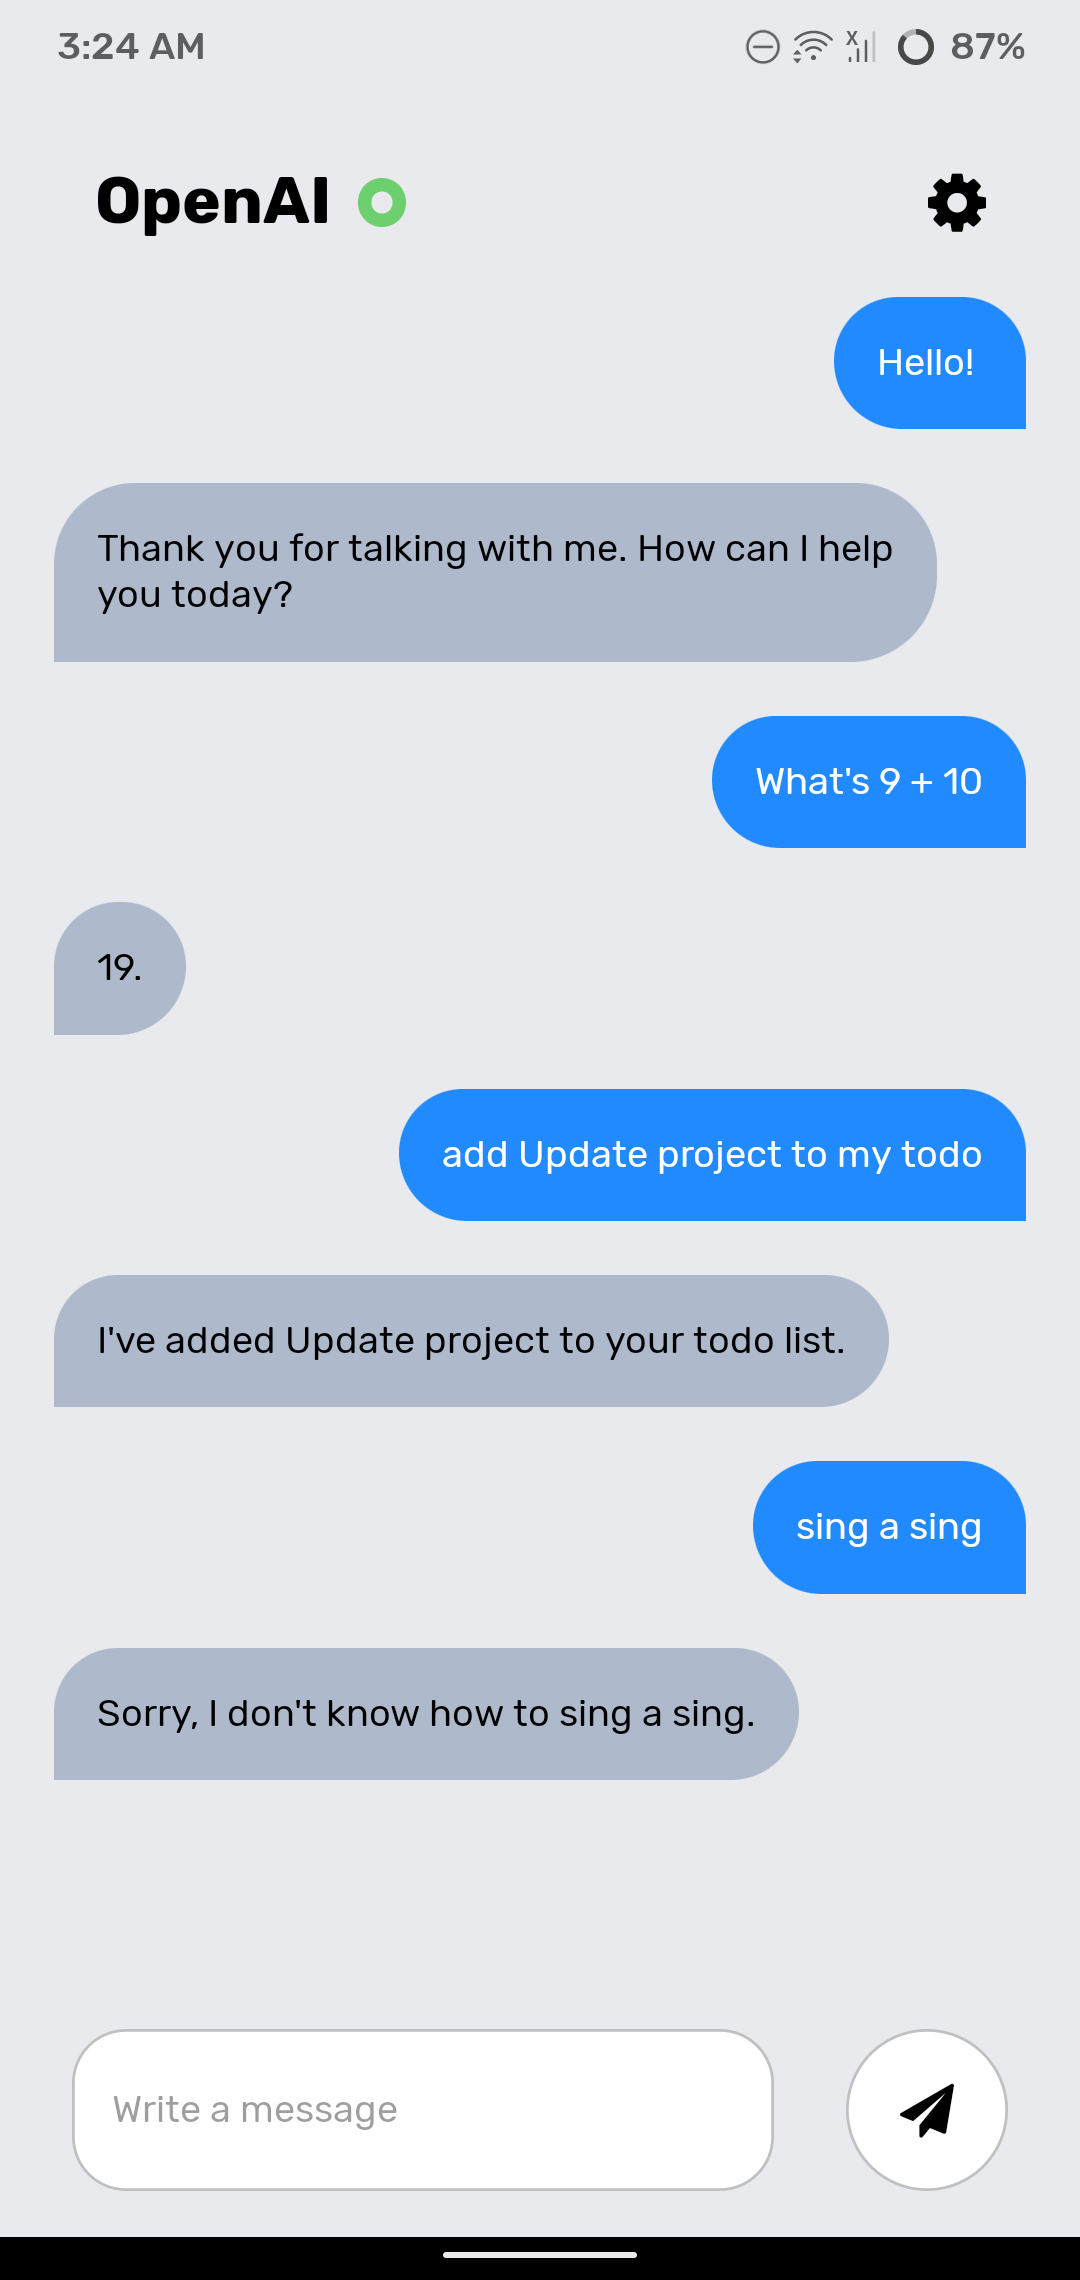 3:24 AM
87%
OpenAI
Hello!
Thank you for talking with me. How can I help
you today?
What's 9 + 10
19.
add Update project to my todo
I've added Update project to your todo list.
sing a sing
Sorry, I don't know how to sing a sing.
Write a message